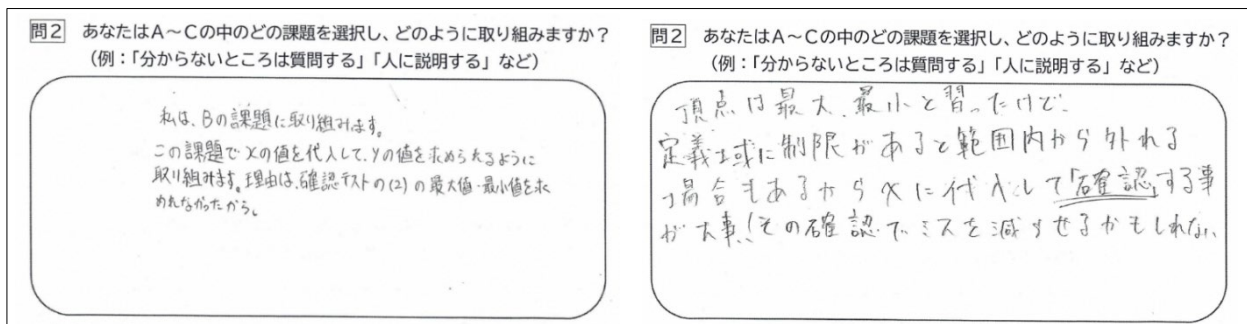 問2 あなたはA～Cの中のどの課題を選択し、どのように取り組みますか？
（例：「分からないところは質問する」「人に説明する」など）
私は、Bの課題に取り組みます。
この課題でxの値を代入して、yの値を求められるように
取り組みます。理由は、確認テストの(2)の最大値・最小値を求
めれなかったから。
問2 あなたはA～Cの中のどの課題を選択し、どのように取り組みますか？
（例：「分からないところは質問する」「人に説明する」など）
頂点は最大、最小と習ったけど、
定義域に制限があると範囲内から外れる
場合もあるからxに代入して「確認」する事
が大事！その確認でミスを減らせるかもしれない